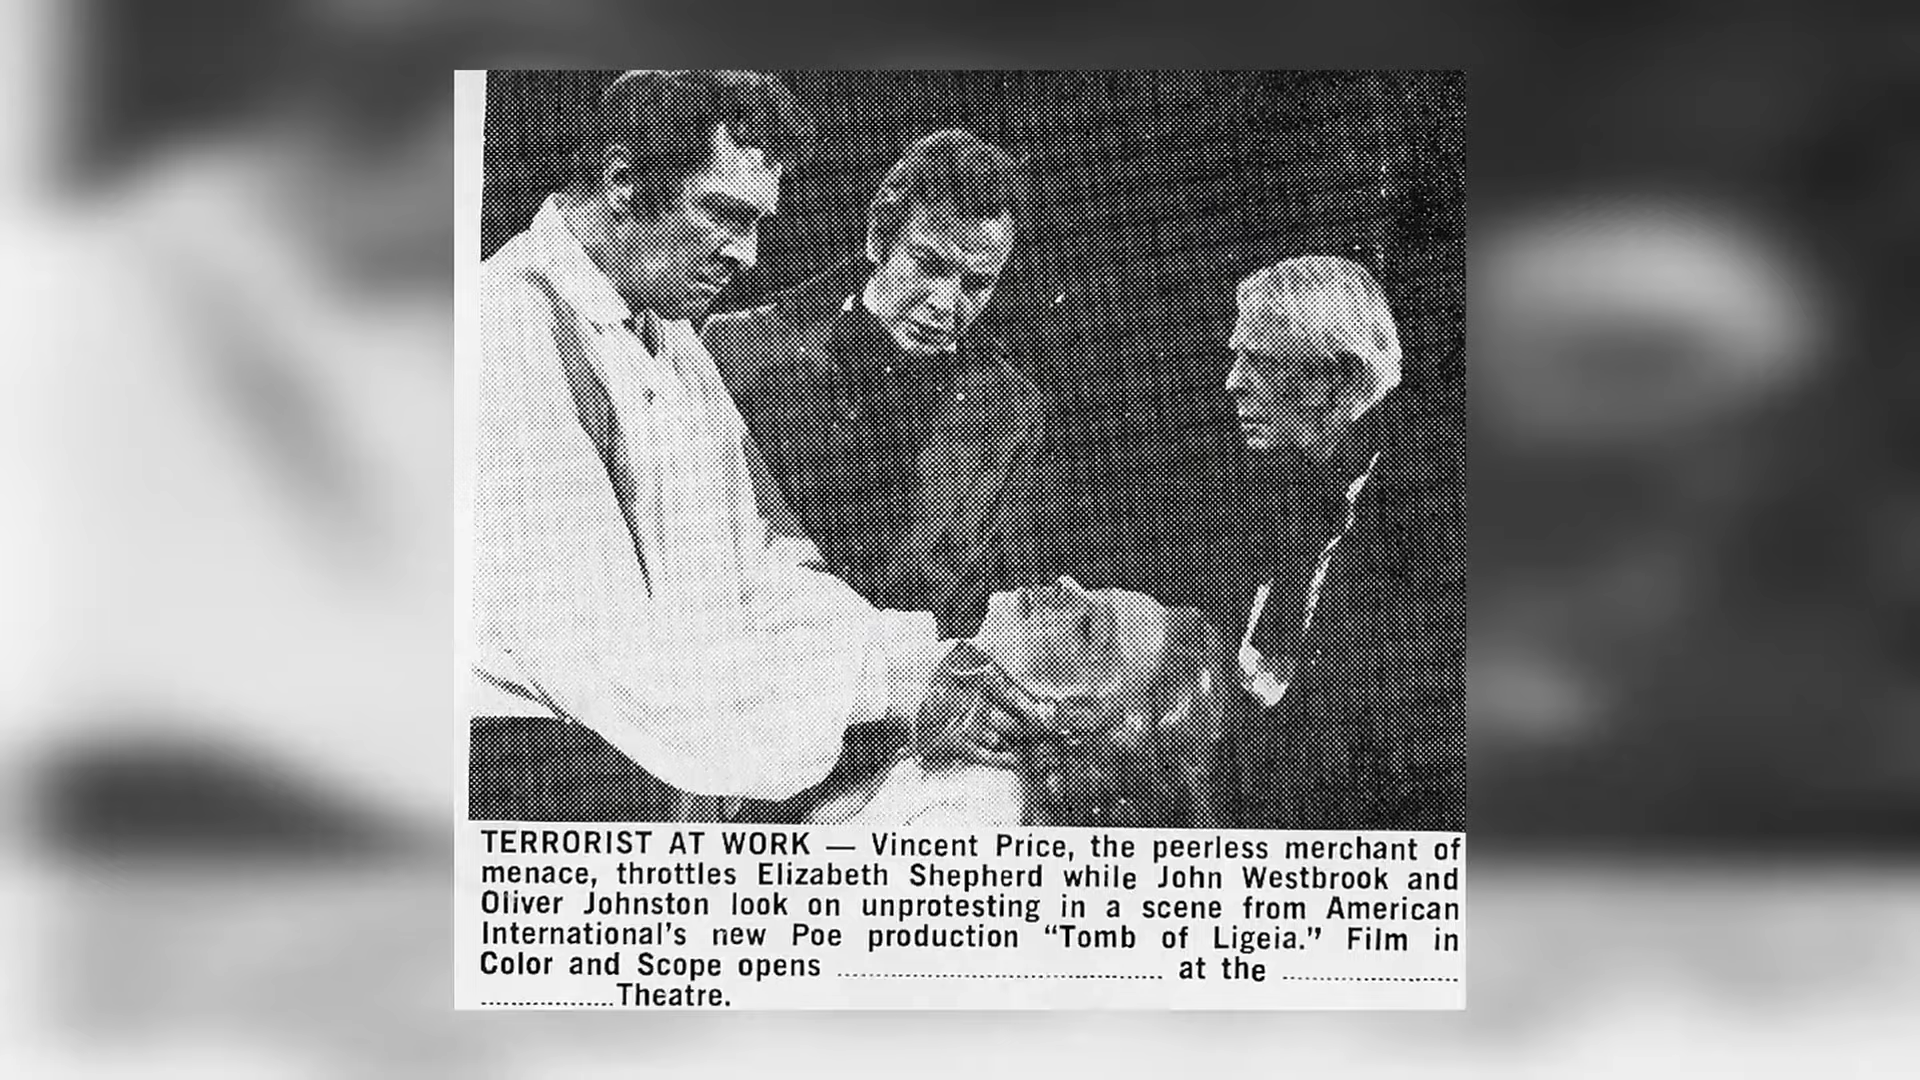 TERRORIST AT WORK — Vincent Price, the peerless merchant of
menace, throttles Elizabeth Shepherd while John Westbrook and
Oliver Johnston look on unprotesting in a scene from American
International's new Poe production “Tomb of Ligeia.” Film in
Color and Scope opens .................................... at the ....................
...............Theatre.